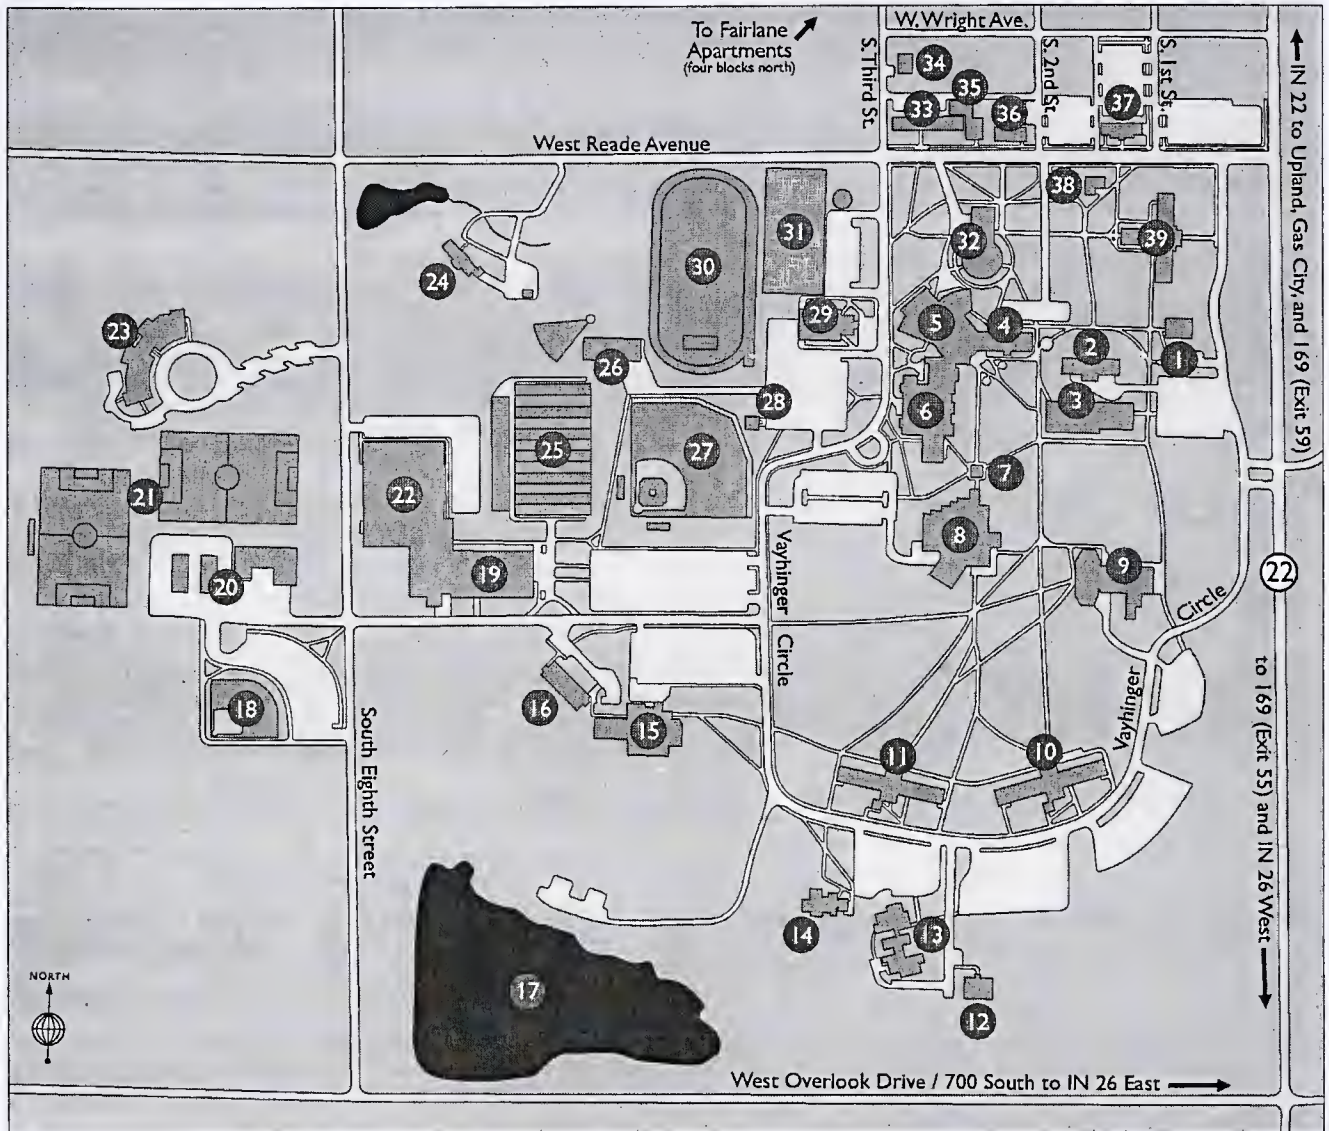 To Fairlane
Apartments
(four blocks north)
W. Wright Ave.
S. Third St.
S. 2nd St.
S. 1st St.
IN 22 to Upland, Gas City, and 169 (Exit 59)
34
35
33
36
37
West Reade Avenue
38
31
32
39
30
24
23
29
5
4
2
1
26
28
6
3
25
27
7
21
22
8
20
19
9
22
Vayhinger
Circle
Circle
Vayhinger
18
16
15
South Eighth Street
11
10
to 169 (Exit 55) and IN 26 West
14
13
17
12
NORTH
West Overlook Drive / 700 South to IN 26 East